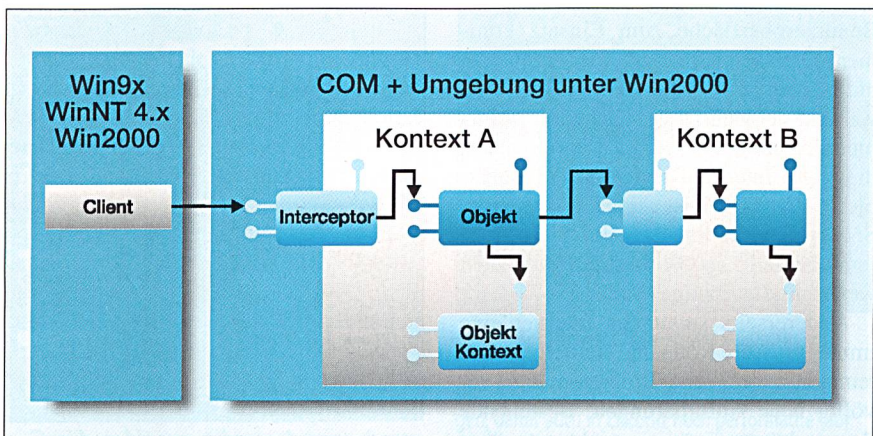 Win9x
WinNT 4.x
Win2000
Client
COM + Umgebung unter Win2000
Kontext A
Kontext B
Interceptor
Objekt
Objekt
Kontext